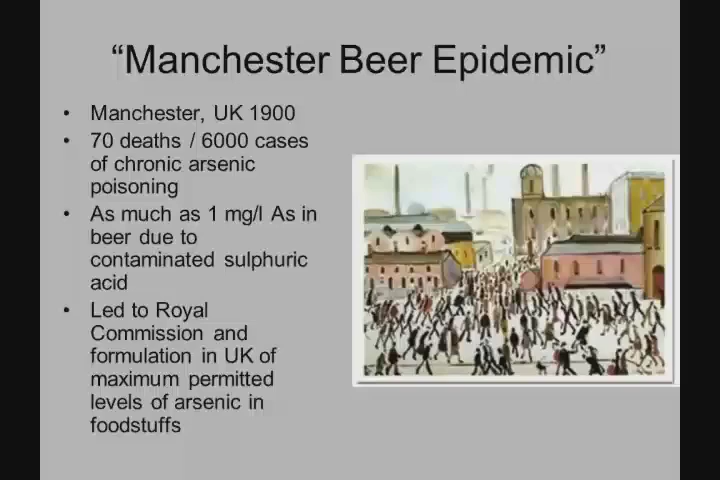 “Manchester Beer Epidemic”
• Manchester, UK 1900
• 70 deaths / 6000 cases
of chronic arsenic
poisoning
• As much as 1 mg/l As in
beer due to
contaminated sulphuric
acid
• Led to Royal
Commission and
formulation in UK of
maximum permitted
levels of arsenic in
foodstuffs